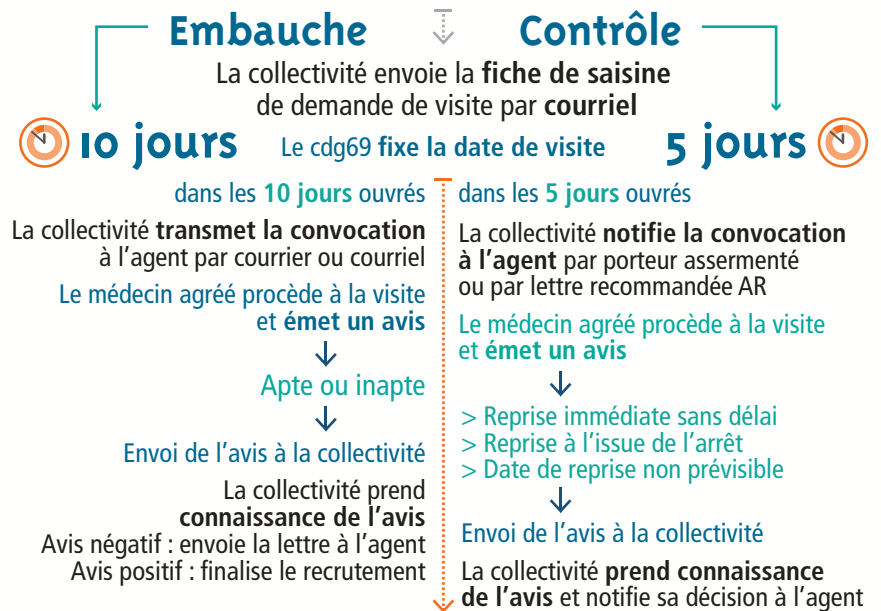 Embauche
Contrôle
La collectivité envoie la fiche de saisine
de demande de visite par courriel
10 jours
Le cdg69 fixe la date de visite
5 jours
dans les 10 jours ouvrés
La collectivité transmet la convocation
à l'agent par courrier ou courriel
Le médecin agréé procède à la visite
et émet un avis
Apte ou inapte
Envoi de l'avis à la collectivité
La collectivité prend
connaissance de l'avis
Avis négatif : envoie la lettre à l'agent
Avis positif : finalise le recrutement
dans les 5 jours ouvrés
La collectivité notifie la convocation
à l'agent par porteur assermenté
ou par lettre recommandée AR
Le médecin agréé procède à la visite
et émet un avis
> Reprise immédiate sans délai
> Reprise à l'issue de l'arrêt
> Date de reprise non prévisible
Envoi de l'avis à la collectivité
La collectivité prend connaissance
de l'avis et notifie sa décision à l'agent